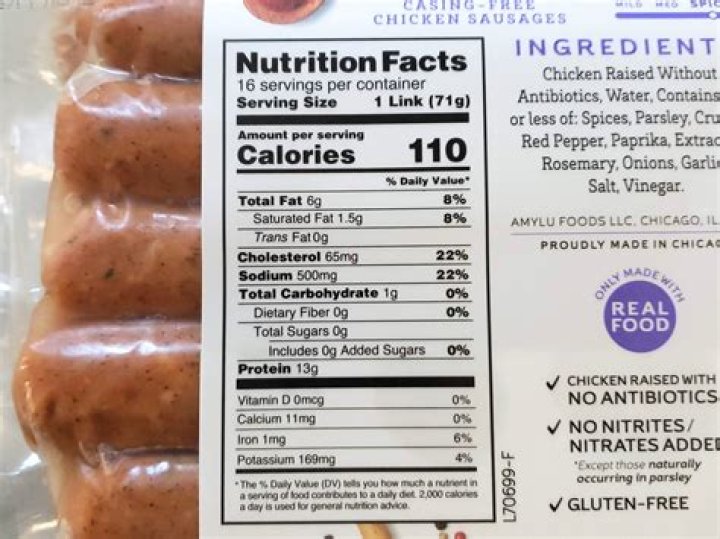 CASING-FREE
CHICKEN SAUSAGES
MILD MED
Nutrition Facts
16 servings per container
Serving Size 1 Link (71g)
Amount per serving
Calories 110
% Daily Value*
Total Fat 6g 8%
Saturated Fat 1.5g 8%
Trans Fat 0g
Cholesterol 65mg 22%
Sodium 500mg 22%
Total Carbohydrate 1g 0%
Dietary Fiber 0g 0%
Total Sugars 0g
Includes 0g Added Sugars 0%
Protein 13g
Vitamin D 0mcg 0%
Calcium 11mg 0%
Iron 1mg 6%
Potassium 169mg 4%
*The % Daily Value (DV) tells you how much a nutrient in
a serving of food contributes to a daily diet. 2,000 calories
a day is used for general nutrition advice.
L70699-F
INGREDIENT
Chicken Raised Without
Antibiotics, Water, Contains
or less of: Spices, Parsley, Cru
Red Pepper, Paprika, Extrac
Rosemary, Onions, Garlic
Salt, Vinegar.
AMYLU FOODS LLC, CHICAGO, IL
PROUDLY MADE IN CHICAG
ONLY MADE WITH
REAL
FOOD
✓ CHICKEN RAISED WITH
NO ANTIBIOTICS
✓ NO NITRITES/
NITRATES ADDED
*Except those naturally
occurring in parsley
✓ GLUTEN-FREE